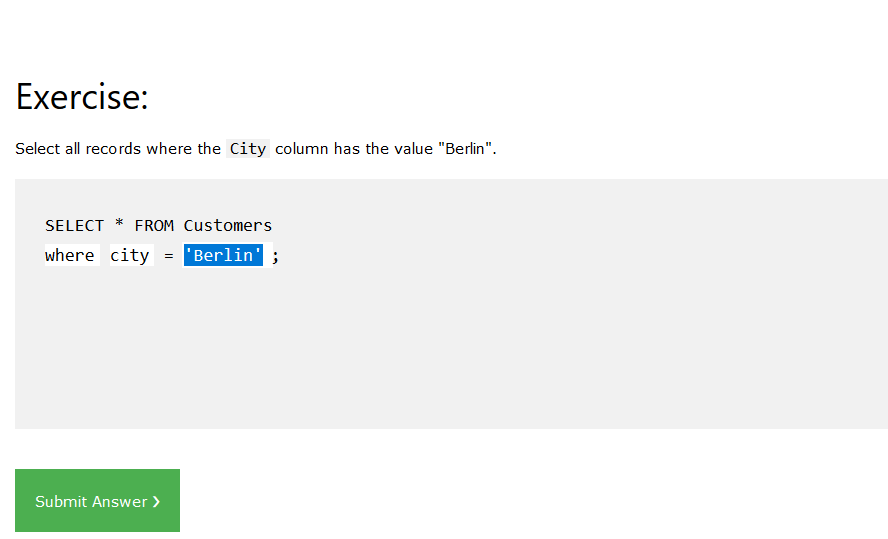 Exercise:
Select all records where the City column has the value "Berlin".
SELECT * FROM Customers
where city = 'Berlin' ;
Submit Answer ❯